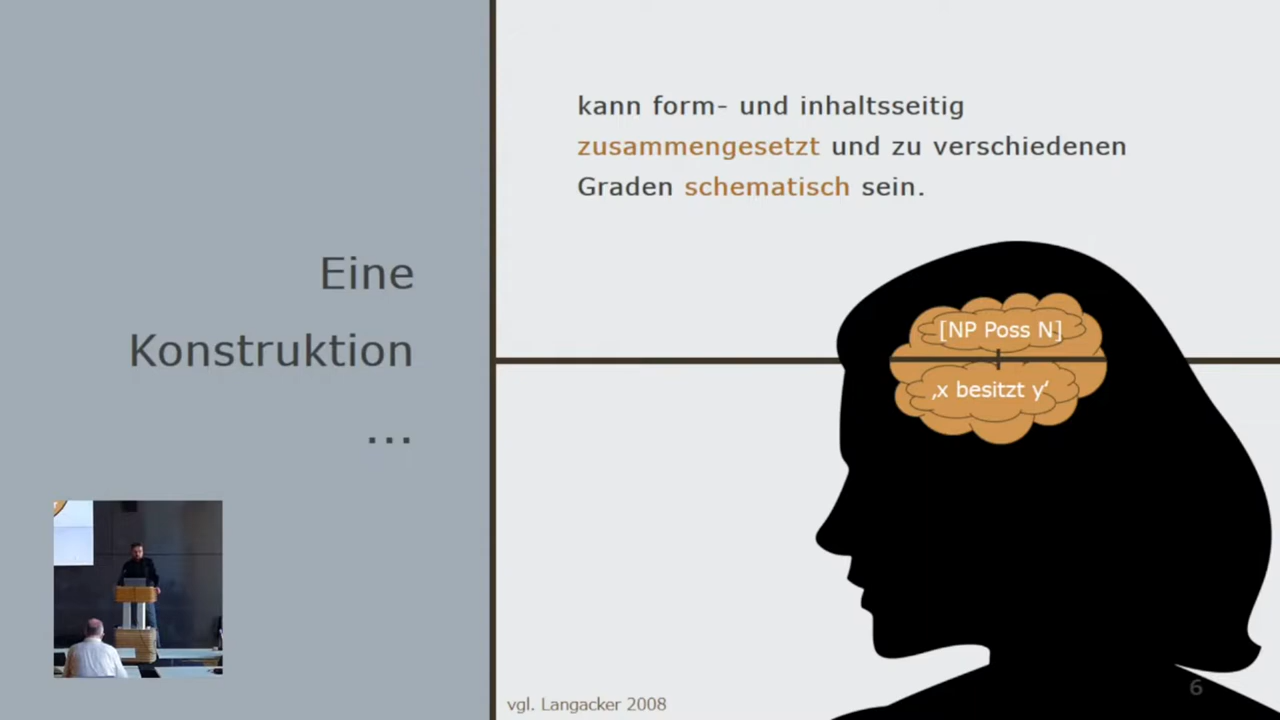 Eine
Konstruktion
...
kann form- und inhaltsseitig
zusammengesetzt und zu verschiedenen
Graden schematisch sein.
[NP Poss N]
‚x besitzt y‘
vgl. Langacker 2008
6